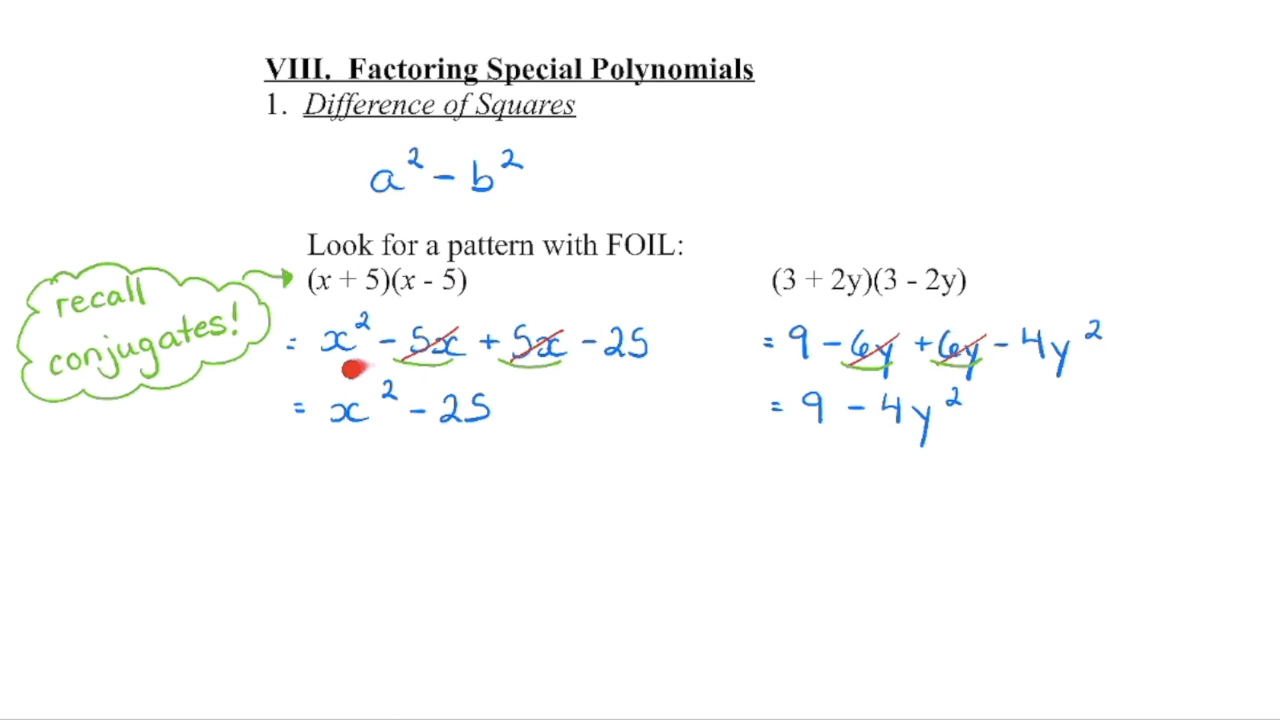 VIII. Factoring Special Polynomials
1. Difference of Squares
a² - b²
Look for a pattern with FOIL:
recall
conjugates!
(x + 5)(x - 5)
= x² - 5x + 5x - 25
= x² - 25
(3 + 2y)(3 - 2y)
= 9 - 6y + 6y - 4y²
= 9 - 4y²